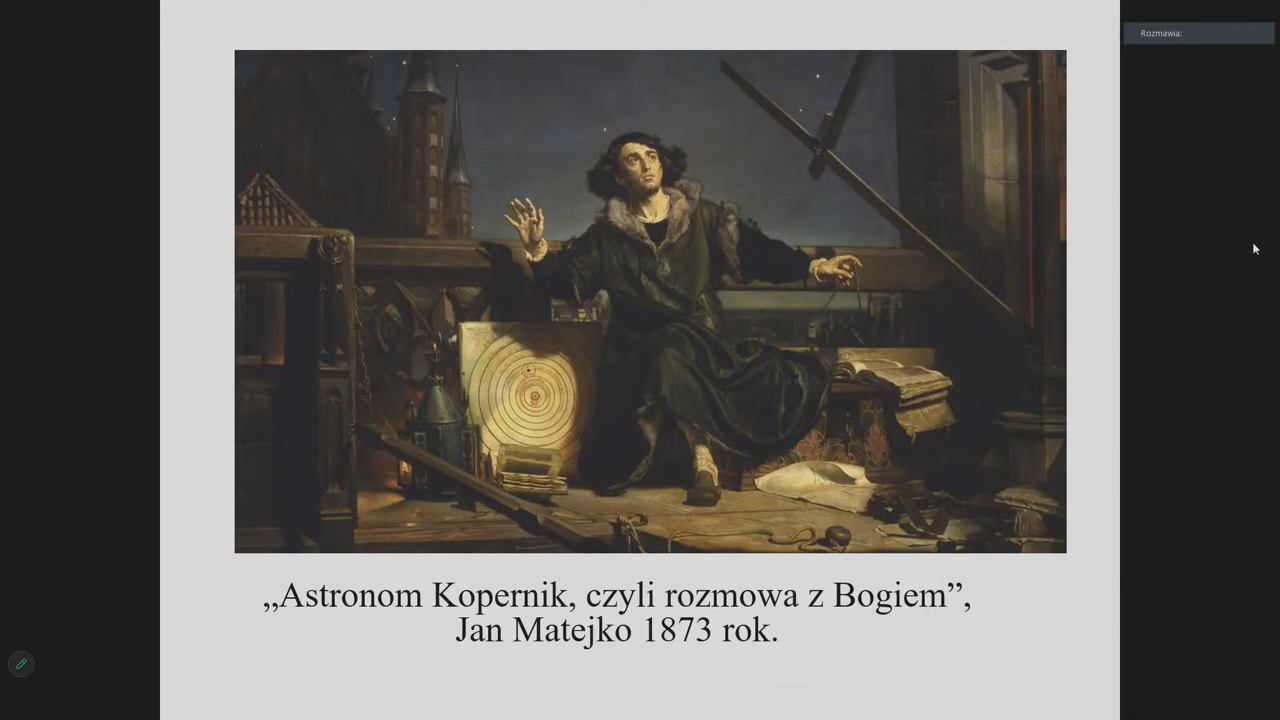 Rozmawia:
„Astronom Kopernik, czyli rozmowa z Bogiem”,
Jan Matejko 1873 rok.